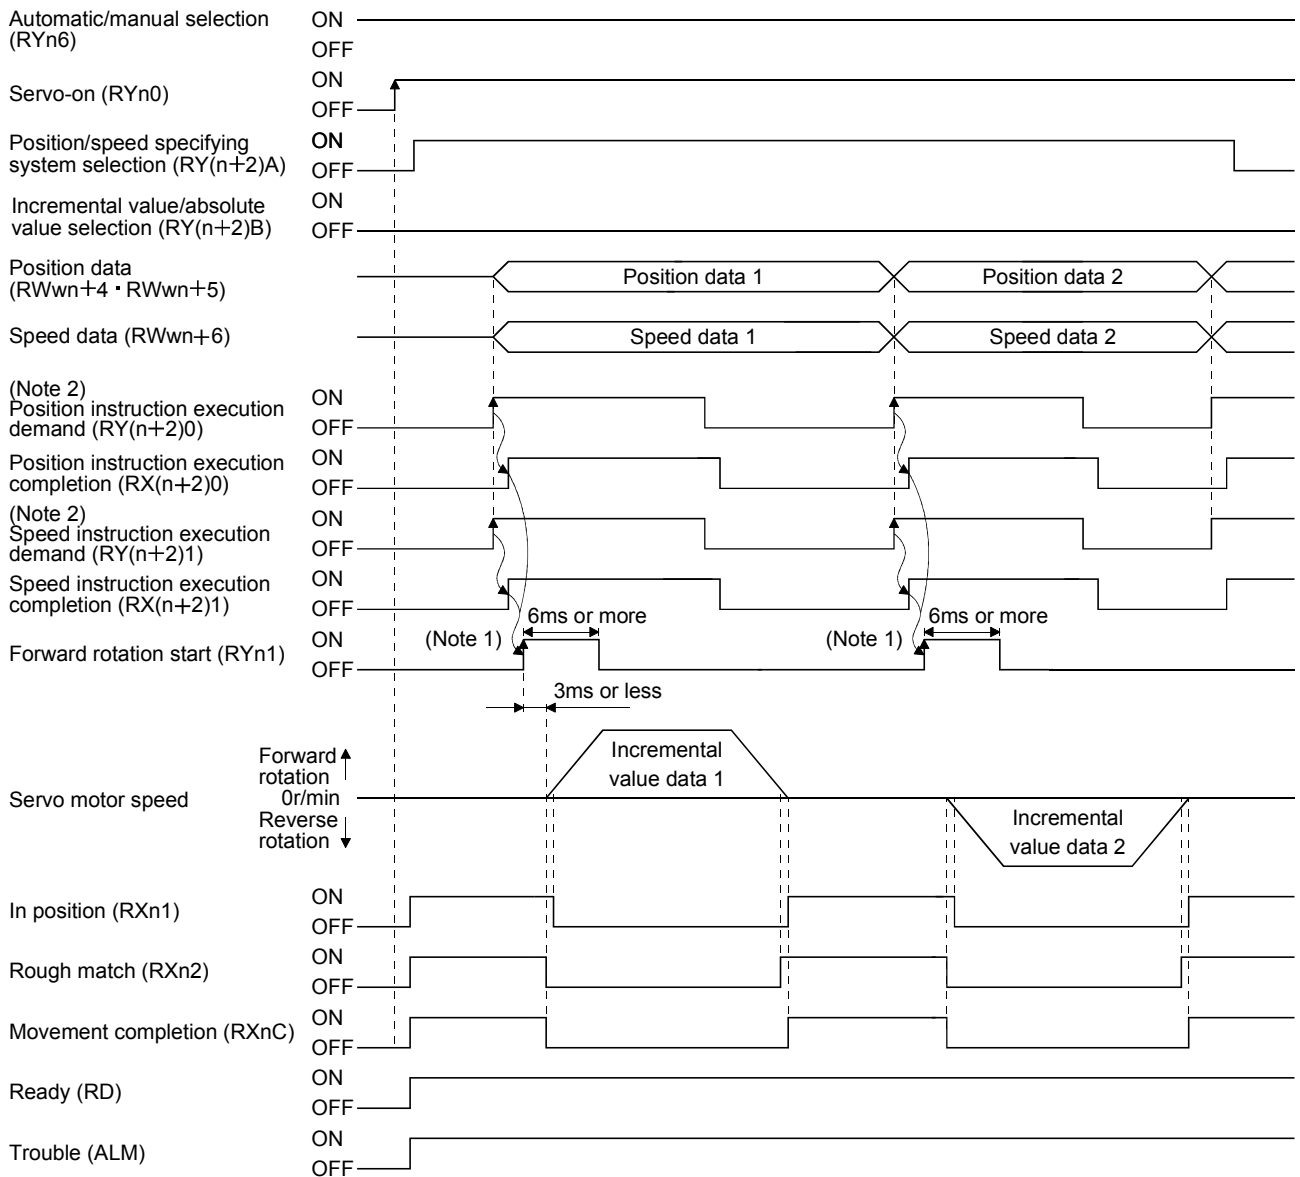 Automatic/manual selection
(RYn6)
ON
OFF
Servo-on (RYn0)
ON
OFF
Position/speed specifying
system selection (RY(n+2)A)
ON
OFF
Incremental value/absolute
value selection (RY(n+2)B)
ON
OFF
Position data
(RWwn+4・RWwn+5)
Position data 1
Position data 2
Speed data (RWwn+6)
Speed data 1
Speed data 2
(Note 2)
Position instruction execution
demand (RY(n+2)0)
ON
OFF
Position instruction execution
completion (RX(n+2)0)
ON
OFF
(Note 2)
Speed instruction execution
demand (RY(n+2)1)
ON
OFF
Speed instruction execution
completion (RX(n+2)1)
ON
OFF
Forward rotation start (RYn1)
ON
OFF
(Note 1)
6ms or more
(Note 1)
6ms or more
3ms or less
Servo motor speed
Forward
rotation
0r/min
Reverse
rotation
Incremental
value data 1
Incremental
value data 2
In position (RXn1)
ON
OFF
Rough match (RXn2)
ON
OFF
Movement completion (RXnC)
ON
OFF
Ready (RD)
ON
OFF
Trouble (ALM)
ON
OFF